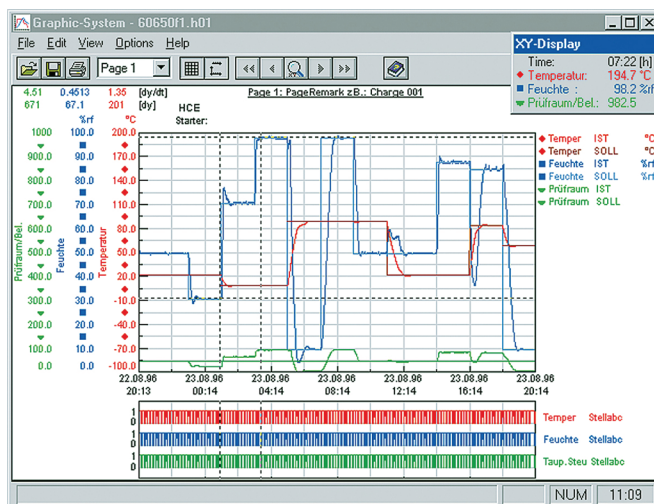 Graphic-System - 60650f1.h01
File Edit View Options Help
Page 1
XY-Display
Time: 07:22 [h]
Temperatur: 194.7 °C
Feuchte : 98.2 %rf
Prüfraum/Bel.: 982.5
4.51 0.4513 1.35 [dy/dt]
671 67.1 201 [dy]
Page 1: PageRemark zB.: Charge 001
HCE
Starter:
%rf °C
1000 100.0 200.0
900.0 90.0 170.0
800.0 80.0 140.0
700.0 70.0 110.0
600.0 60.0 80.0
500.0 50.0 50.0
400.0 40.0 20.0
300.0 30.0 -10.0
200.0 20.0 -40.0
100.0 10.0 -70.0
0.0 0.0 -100.0
Prüfraum/Bel.
Feuchte
Temperatur
Temper IST °C
Temper SOLL °C
Feuchte IST %rf
Feuchte SOLL %rf
Prüfraum IST
Prüfraum SOLL
22.08.96 23.08.96 23.08.96 23.08.96 23.08.96 23.08.96 23.08.96
20:13 00:14 04:14 08:14 12:14 16:14 20:14
1
0
Temper Stellabc
1
0
Feuchte Stellabc
1
0
Taup.Steu Stellabc
NUM 11:09